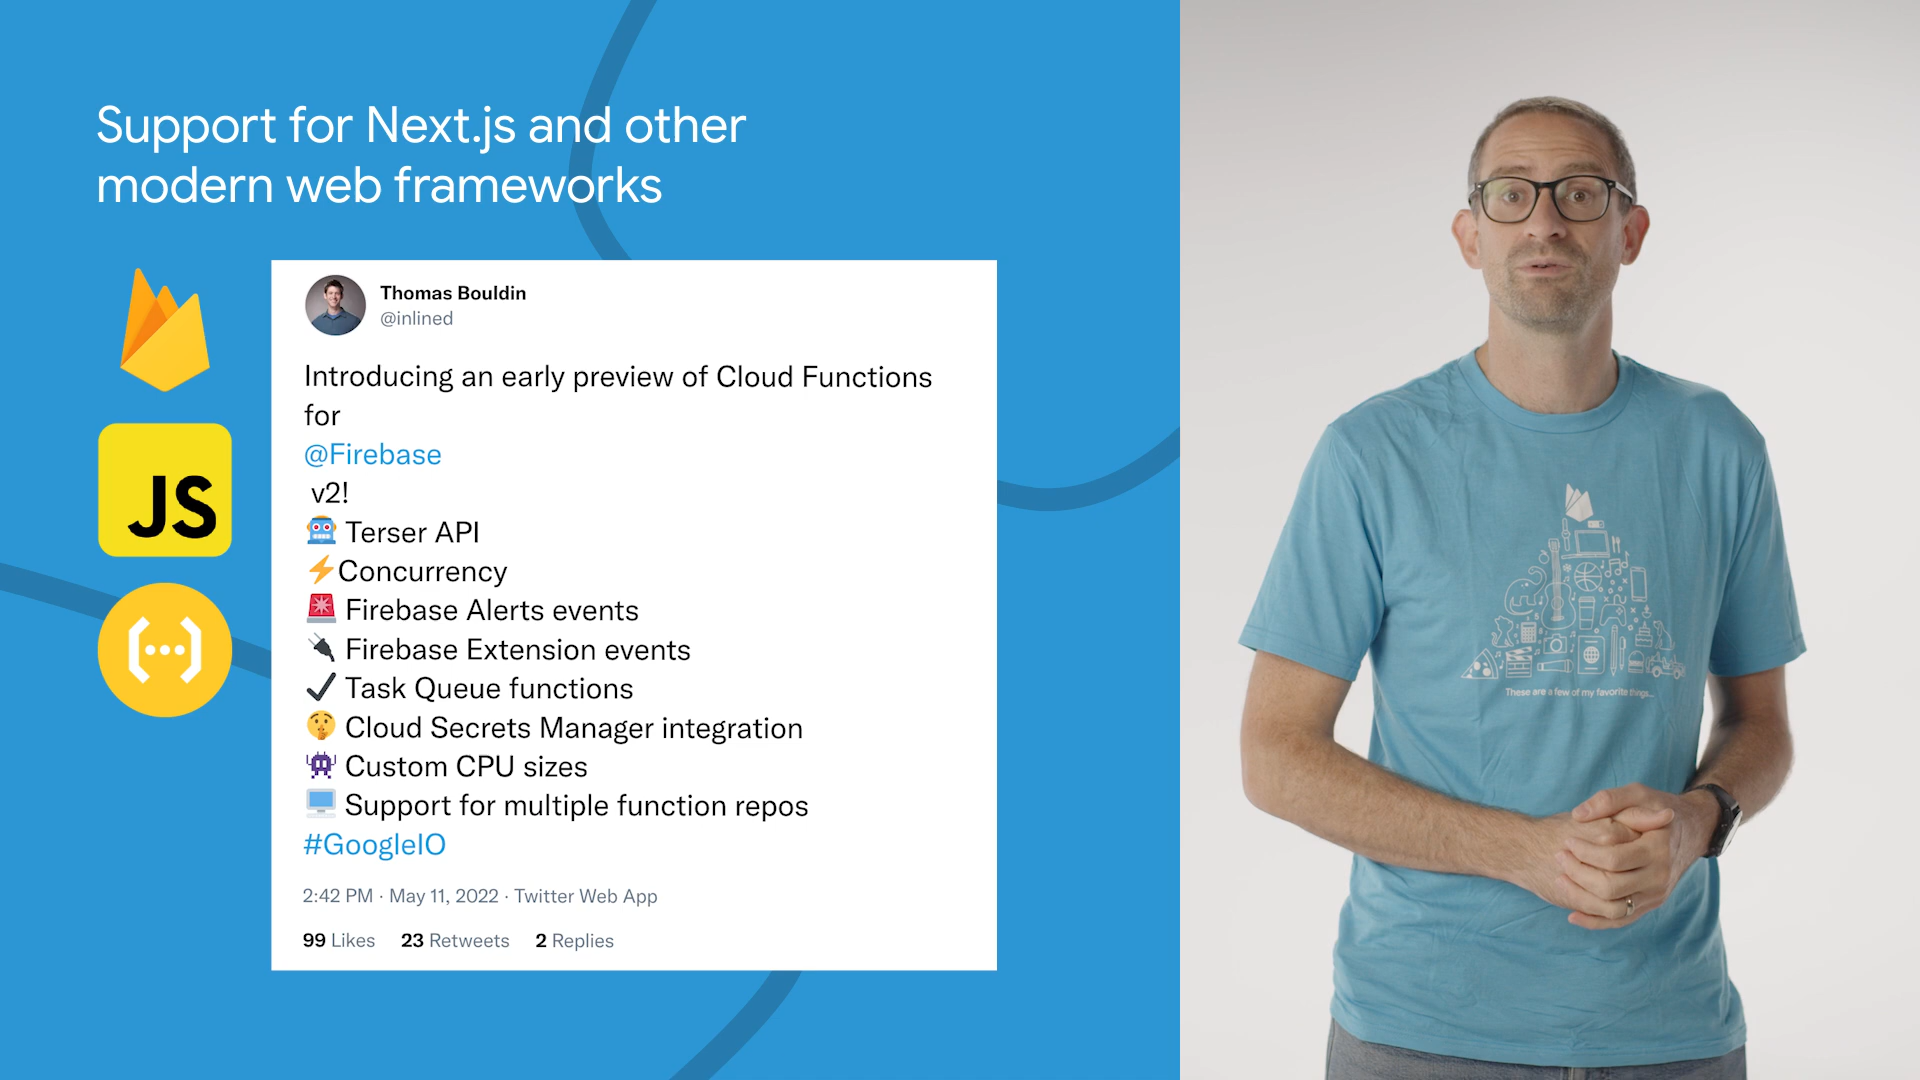 Support for Next.js and other
modern web frameworks
Thomas Bouldin
@inlined
Introducing an early preview of Cloud Functions
for
@Firebase
v2!
🤖 Terser API
⚡Concurrency
🚨 Firebase Alerts events
🔌 Firebase Extension events
✔️ Task Queue functions
🤫 Cloud Secrets Manager integration
👾 Custom CPU sizes
🖥️ Support for multiple function repos
#GoogleIO
2:42 PM · May 11, 2022 · Twitter Web App
99 Likes 23 Retweets 2 Replies
JS
{...}
These are a few of my favorite things...